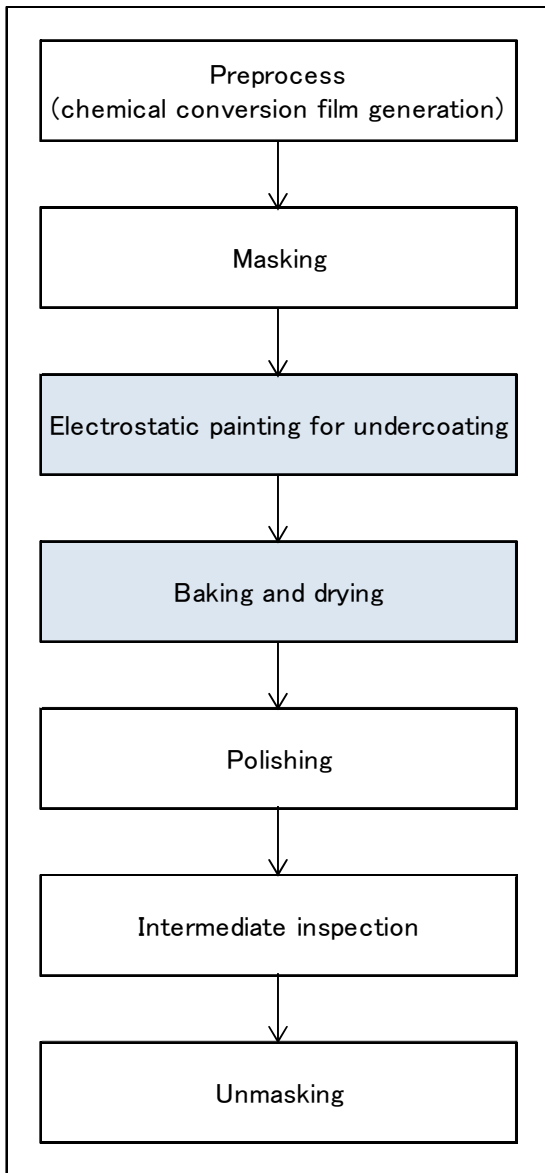 Preprocess
(chemical conversion film generation)
Masking
Electrostatic painting for undercoating
Baking and drying
Polishing
Intermediate inspection
Unmasking